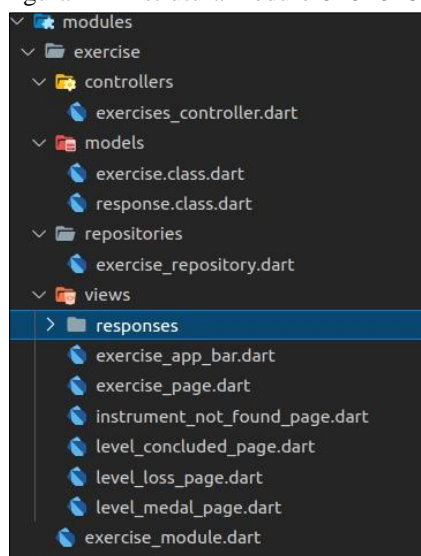 modules
exercise
controllers
exercises_controller.dart
models
exercise.class.dart
response.class.dart
repositories
exercise_repository.dart
views
responses
exercise_app_bar.dart
exercise_page.dart
instrument_not_found_page.dart
level_concluded_page.dart
level_loss_page.dart
level_medal_page.dart
exercise_module.dart